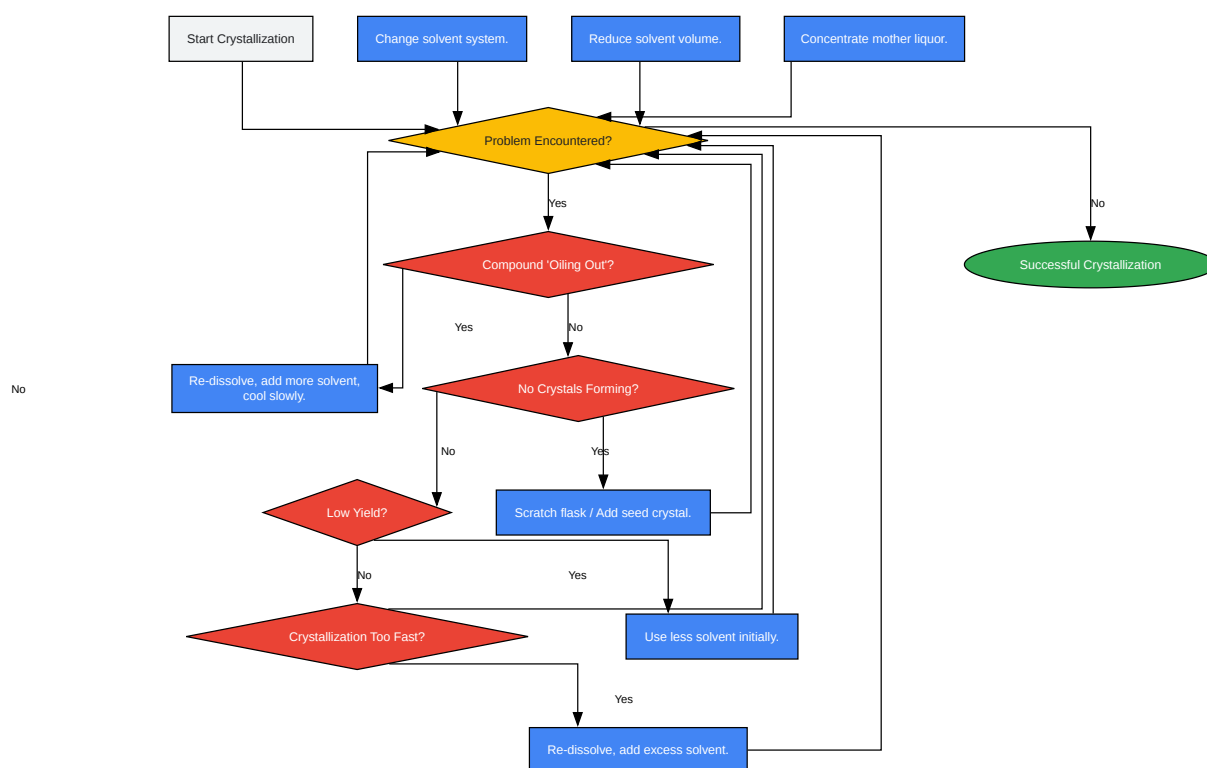 Start Crystallization
Change solvent system.
Reduce solvent volume.
Concentrate mother liquor.
Problem Encountered?
Yes
No
Compound 'Oiling Out'?
Successful Crystallization
Yes
No
Re-dissolve, add more solvent,
cool slowly.
No Crystals Forming?
No
No
Yes
Low Yield?
Scratch flask / Add seed crystal.
No
Yes
Crystallization Too Fast?
Use less solvent initially.
Yes
Re-dissolve, add excess solvent.